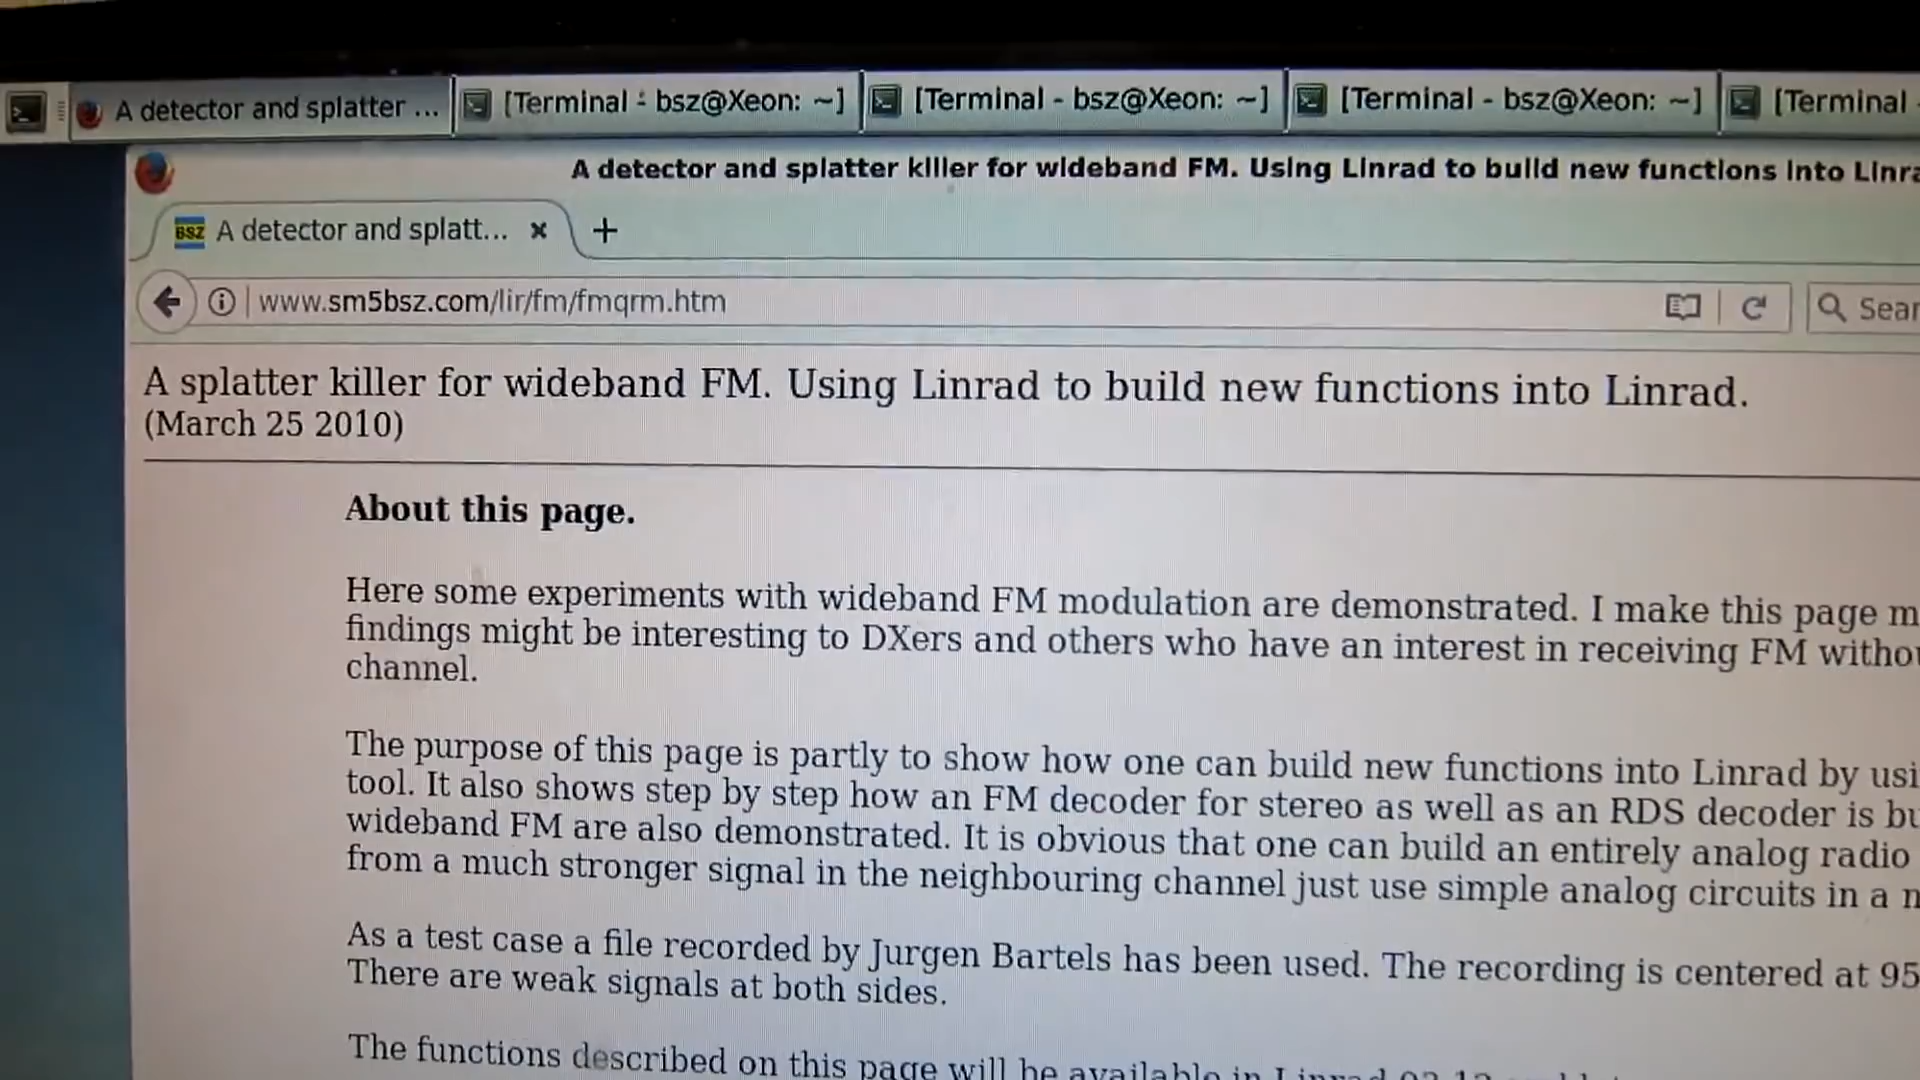 A detector and splatter ... [Terminal - bsz@Xeon: ~] [Terminal - bsz@Xeon: ~] [Terminal - bsz@Xeon: ~] [Terminal -
A detector and splatter killer for wideband FM. Using Linrad to build new functions into Linra
BSZ A detector and splatt... × +
www.sm5bsz.com/lir/fm/fmqrm.htm Sear
A splatter killer for wideband FM. Using Linrad to build new functions into Linrad.
(March 25 2010)
About this page.
Here some experiments with wideband FM modulation are demonstrated. I make this page m
findings might be interesting to DXers and others who have an interest in receiving FM withou
channel.
The purpose of this page is partly to show how one can build new functions into Linrad by usi
tool. It also shows step by step how an FM decoder for stereo as well as an RDS decoder is bu
wideband FM are also demonstrated. It is obvious that one can build an entirely analog radio
from a much stronger signal in the neighbouring channel just use simple analog circuits in a n
As a test case a file recorded by Jurgen Bartels has been used. The recording is centered at 95
There are weak signals at both sides.
The functions described on this page will be available in Linrad